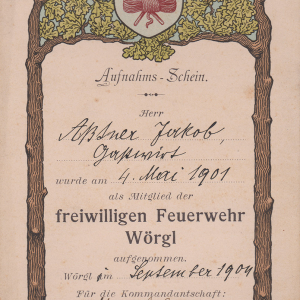 Aufnahms-Schein.
Herr
Aßtner Jakob,
Gastwirt
wurde am 4. Mai 1901
als Mitglied der
freiwilligen Feuerwehr
Wörgl
aufgenommen.
Wörgl im September 1904
Für die Kommandantschaft: